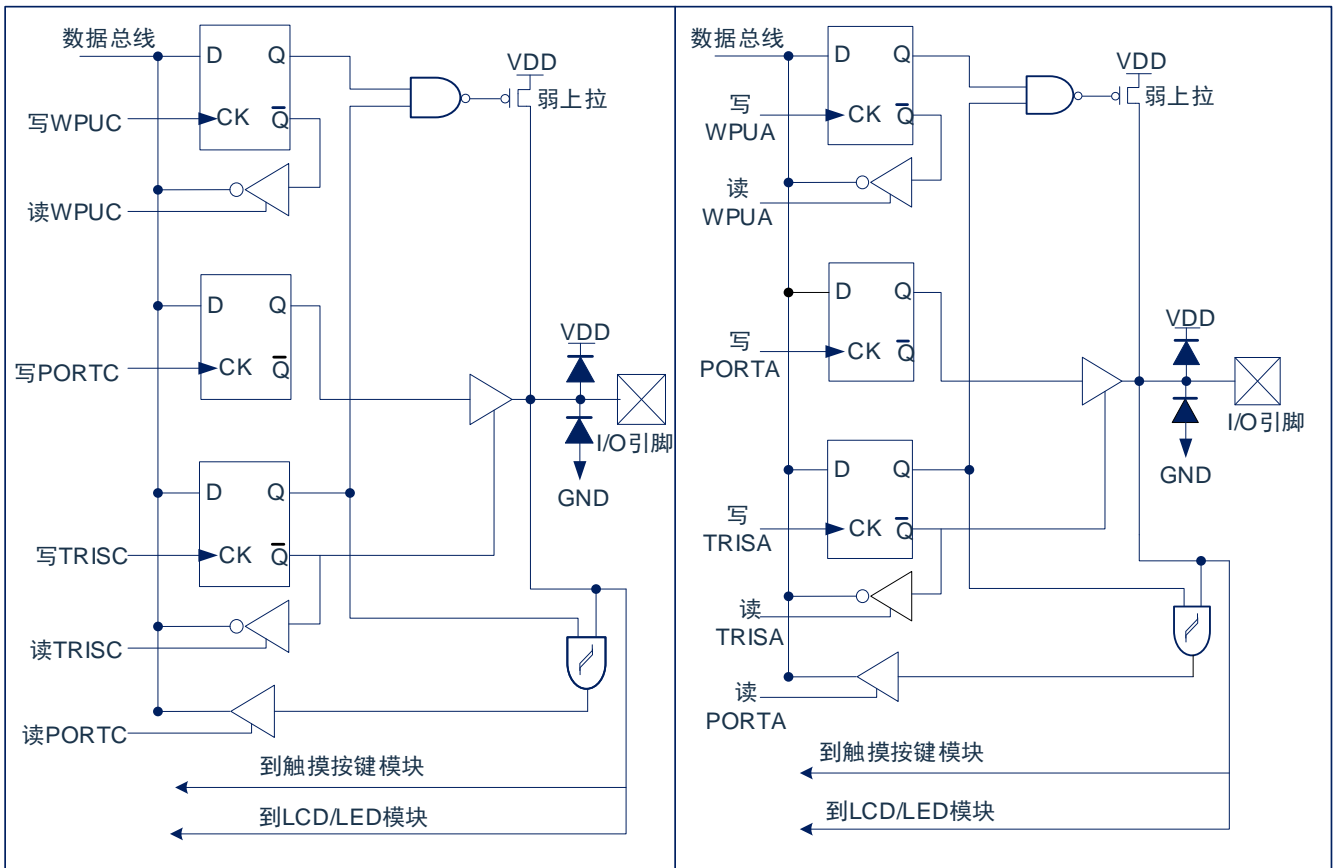 数据总线
D
Q
VDD
弱上拉
写WPUC
CK
Q
读WPUC
D
Q
写PORTC
CK
Q
VDD
I/O引脚
GND
D
Q
写TRISC
CK
Q
读TRISC
读PORTC
到触摸按键模块
到LCD/LED模块
数据总线
D
Q
VDD
弱上拉
写
WPUA
CK
Q
读
WPUA
D
Q
写
PORTA
CK
Q
VDD
I/O引脚
GND
D
Q
写
TRISA
CK
Q
读
TRISA
读
PORTA
到触摸按键模块
到LCD/LED模块